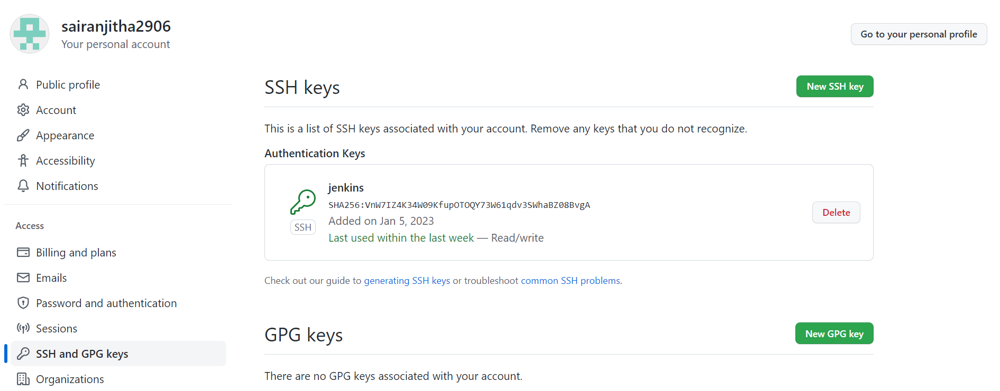 sairanjitha2906
Your personal account
Go to your personal profile
Public profile
Account
Appearance
Accessibility
Notifications
Access
Billing and plans
Emails
Password and authentication
Sessions
SSH and GPG keys
Organizations
SSH keys
New SSH key
This is a list of SSH keys associated with your account. Remove any keys that you do not recognize.
Authentication Keys
jenkins
SHA256:VnW7IZ4K34W09KfupOTOQY73W61qdv3SWhaBZ08BvgA
Added on Jan 5, 2023
Last used within the last week — Read/write
SSH
Delete
Check out our guide to generating SSH keys or troubleshoot common SSH problems.
GPG keys
New GPG key
There are no GPG keys associated with your account.